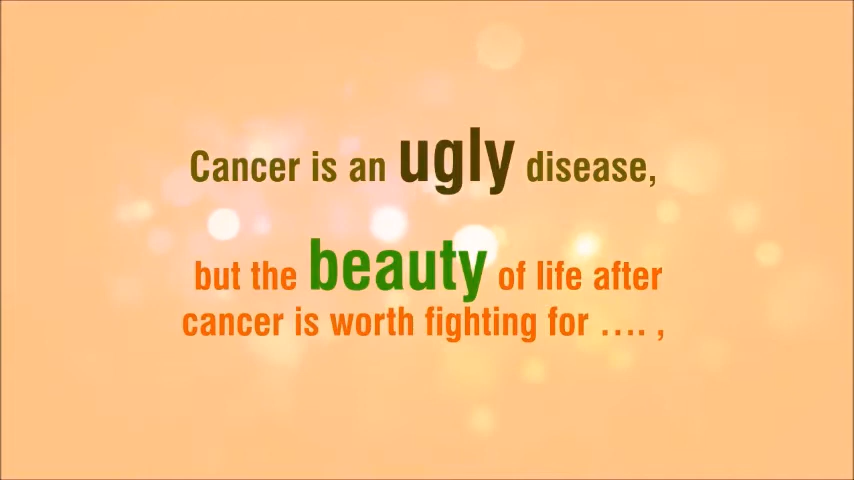 Cancer is an ugly disease,
but the beauty of life after
cancer is worth fighting for .... ,